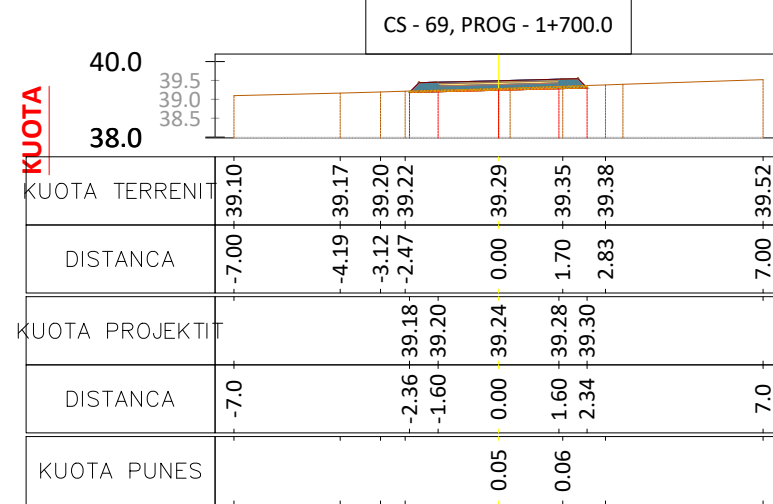 CS - 69, PROG - 1+700.0
KUOTA
40.0
39.5
39.0
38.5
38.0
KUOTA TERRENIT 39.10 39.17 39.20 39.22 39.29 39.35 39.38 39.52
DISTANCA -7.00 -4.19 -3.12 -2.47 0.00 1.70 2.83 7.00
KUOTA PROJEKTIT 39.18 39.20 39.24 39.28 39.30
DISTANCA -7.0 -2.36 -1.60 0.00 1.60 2.34 7.0
KUOTA PUNES 0.05 0.06